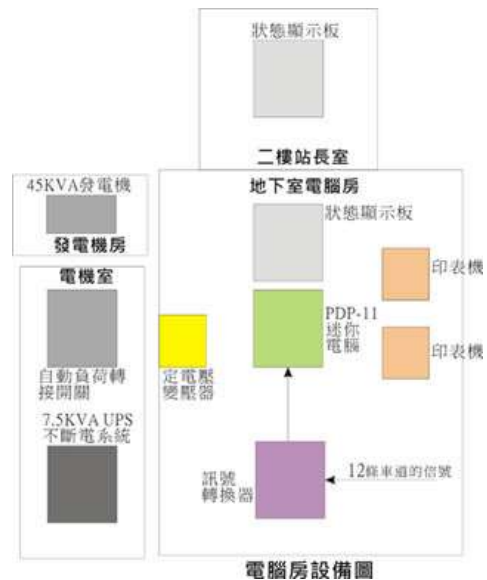 狀態顯示板
二樓站長室
45KVA發電機
發電機房
地下室電腦房
狀態顯示板
印表機
電機室
PDP-11
迷你
電腦
印表機
自動負荷轉
接開關
定電壓
變壓器
7.5KVA UPS
不斷電系統
訊號
轉換器
12條車道的信號
電腦房設備圖